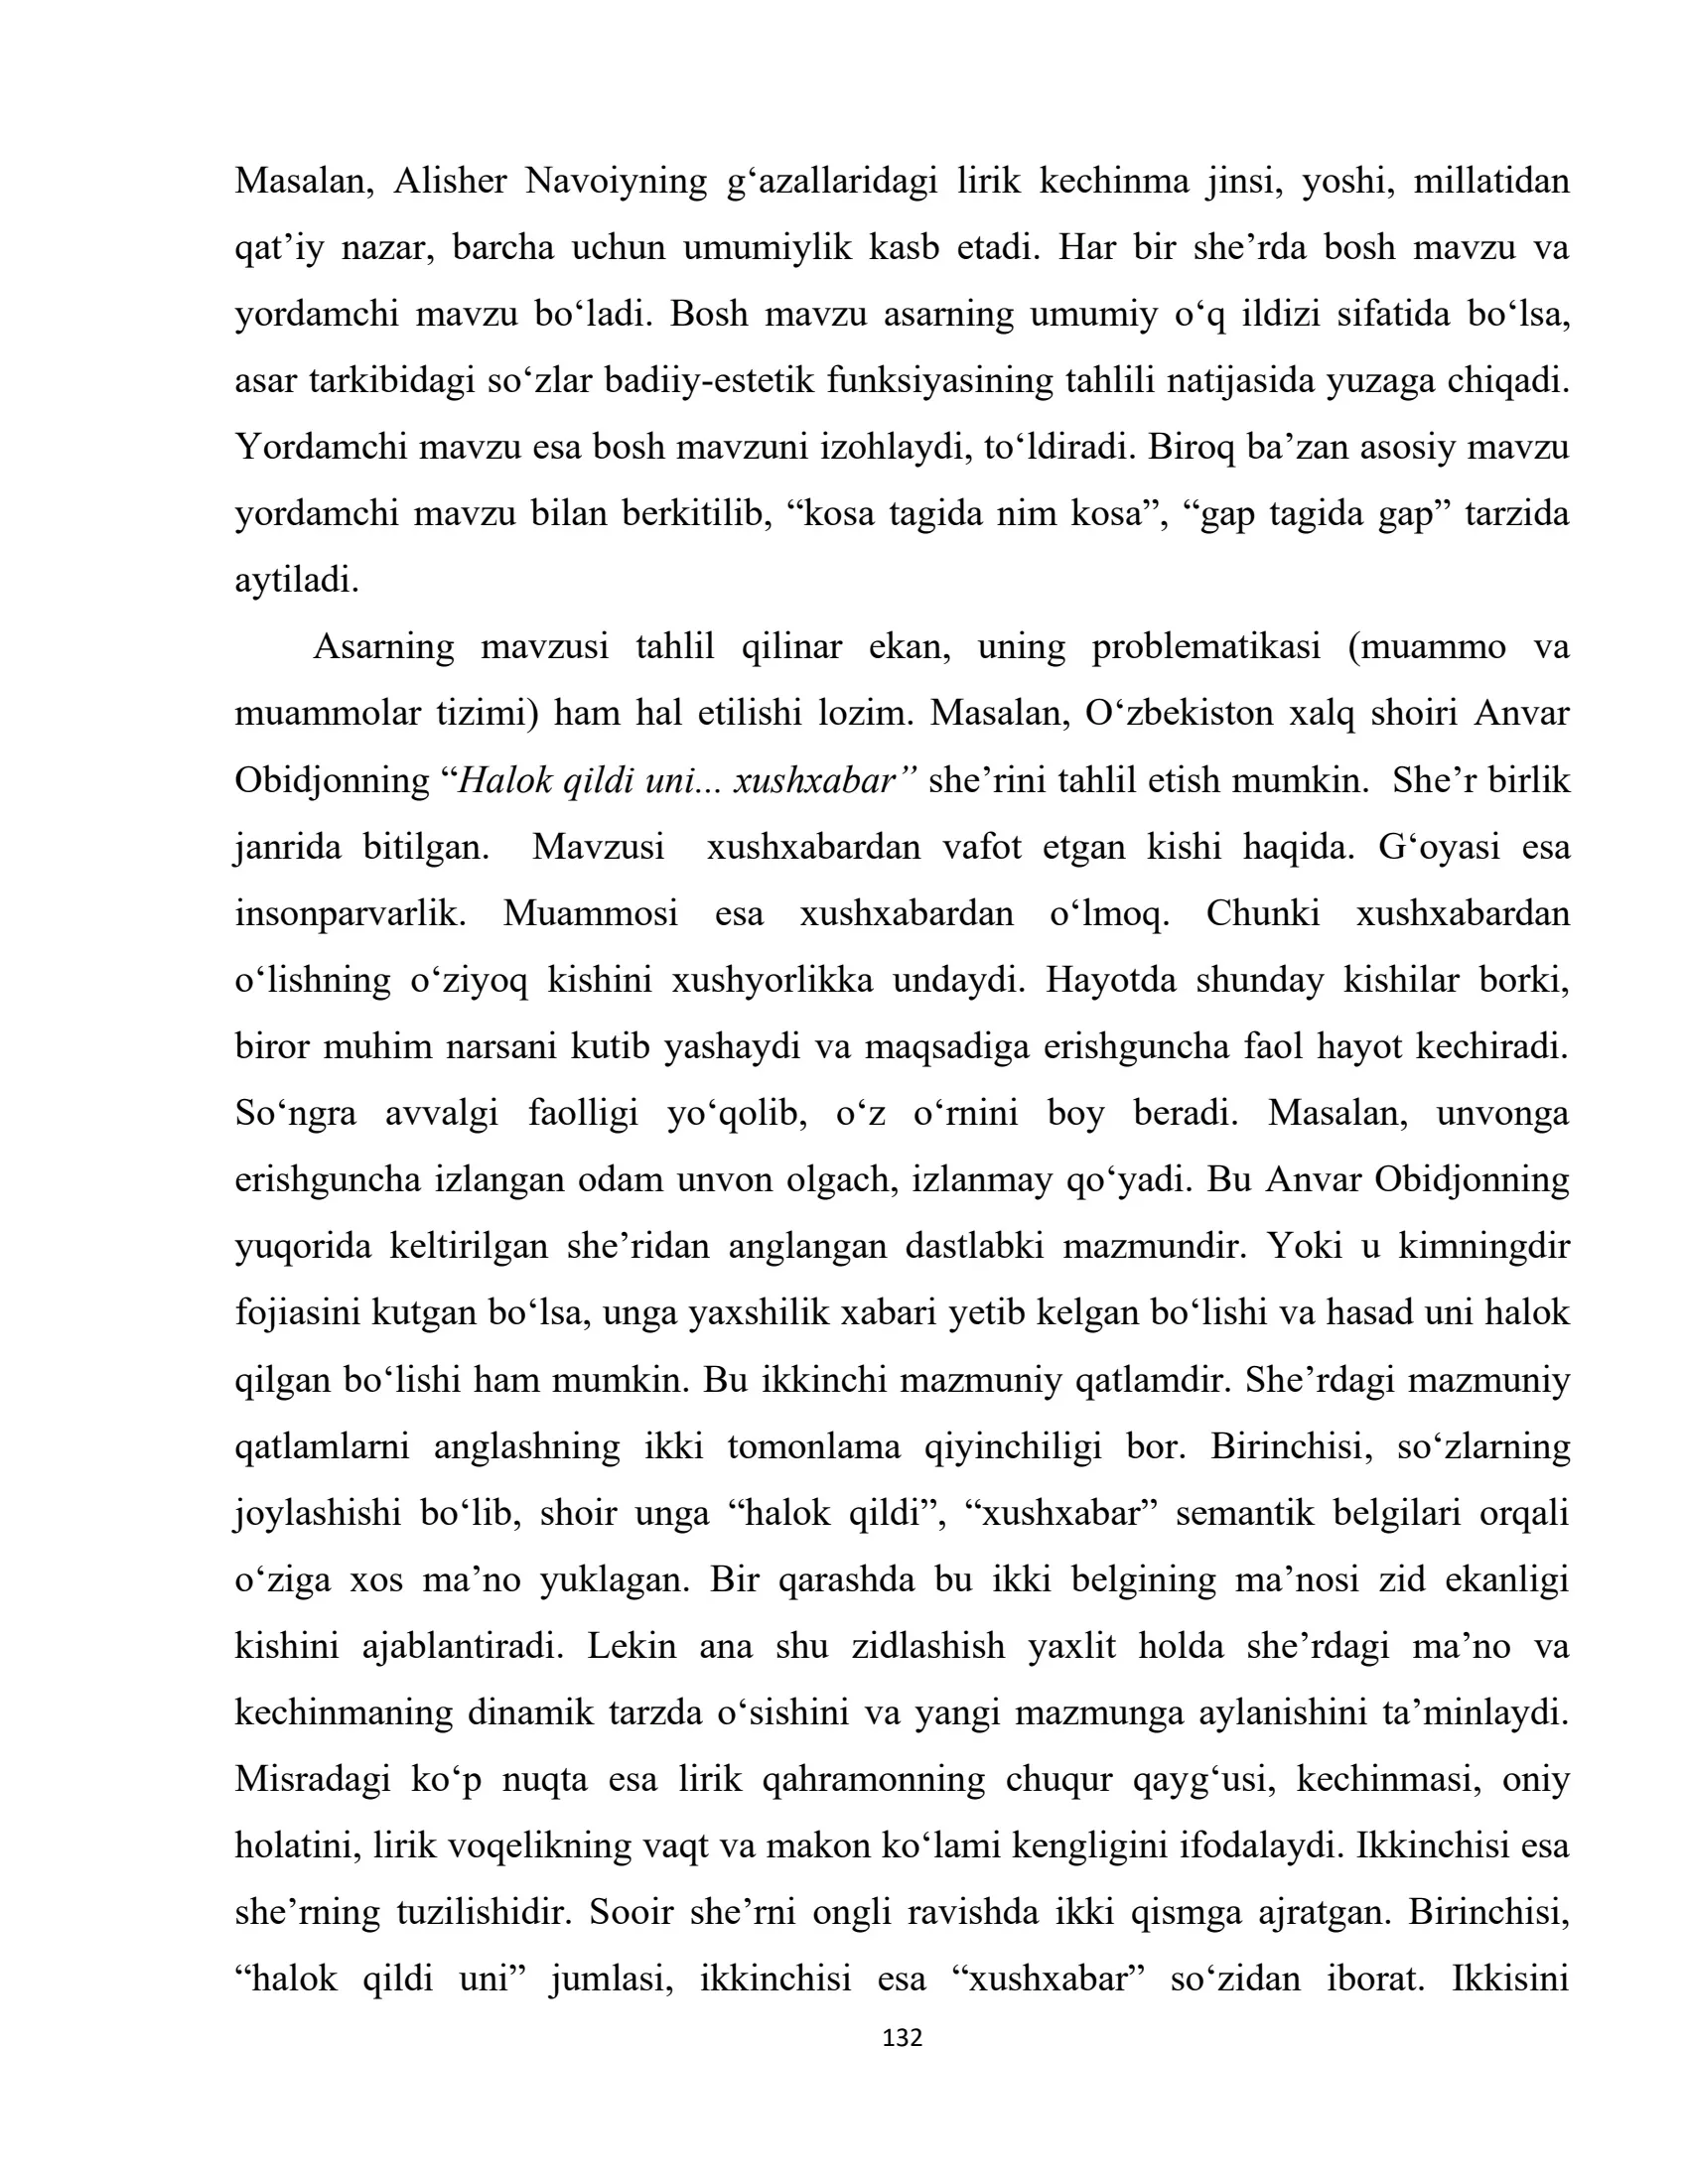 Masalan, Alisher Navoiyning g‘azallaridagi lirik kechinma jinsi, yoshi, millatidan
qat’iy nazar, barcha uchun umumiylik kasb etadi. Har bir she’rda bosh mavzu va
yordamchi mavzu bo‘ladi. Bosh mavzu asarning umumiy o‘q ildizi sifatida bo‘lsa,
asar tarkibidagi so‘zlar badiiy-estetik funksiyasining tahlili natijasida yuzaga chiqadi.
Yordamchi mavzu esa bosh mavzuni izohlaydi, to‘ldiradi. Biroq ba’zan asosiy mavzu
yordamchi mavzu bilan berkitilib, “kosa tagida nim kosa”, “gap tagida gap” tarzida
aytiladi.
Asarning mavzusi tahlil qilinar ekan, uning problematikasi (muammo va
muammolar tizimi) ham hal etilishi lozim. Masalan, O‘zbekiston xalq shoiri Anvar
Obidjonning “Halok qildi uni... xushxabar” she’rini tahlil etish mumkin.  She’r birlik
janrida bitilgan.  Mavzusi  xushxabardan vafot etgan kishi haqida. G‘oyasi esa
insonparvarlik. Muammosi esa xushxabardan o‘lmoq. Chunki xushxabardan
o‘lishning o‘ziyoq kishini xushyorlikka undaydi. Hayotda shunday kishilar borki,
biror muhim narsani kutib yashaydi va maqsadiga erishguncha faol hayot kechiradi.
So‘ngra avvalgi faolligi yo‘qolib, o‘z o‘rnini boy beradi. Masalan, unvonga
erishguncha izlangan odam unvon olgach, izlanmay qo‘yadi. Bu Anvar Obidjonning
yuqorida keltirilgan she’ridan anglangan dastlabki mazmundir. Yoki u kimningdir
fojiasini kutgan bo‘lsa, unga yaxshilik xabari yetib kelgan bo‘lishi va hasad uni halok
qilgan bo‘lishi ham mumkin. Bu ikkinchi mazmuniy qatlamdir. She’rdagi mazmuniy
qatlamlarni anglashning ikki tomonlama qiyinchiligi bor. Birinchisi, so‘zlarning
joylashishi bo‘lib, shoir unga “halok qildi”, “xushxabar” semantik belgilari orqali
o‘ziga xos ma’no yuklagan. Bir qarashda bu ikki belgining ma’nosi zid ekanligi
kishini ajablantiradi. Lekin ana shu zidlashish yaxlit holda she’rdagi ma’no va
kechinmaning dinamik tarzda o‘sishini va yangi mazmunga aylanishini ta’minlaydi.
Misradagi ko‘p nuqta esa lirik qahramonning chuqur qayg‘usi, kechinmasi, oniy
holatini, lirik voqelikning vaqt va makon ko‘lami kengligini ifodalaydi. Ikkinchisi esa
she’rning tuzilishidir. Sooir she’rni ongli ravishda ikki qismga ajratgan. Birinchisi,
“halok qildi uni” jumlasi, ikkinchisi esa “xushxabar” so‘zidan iborat. Ikkisini
132